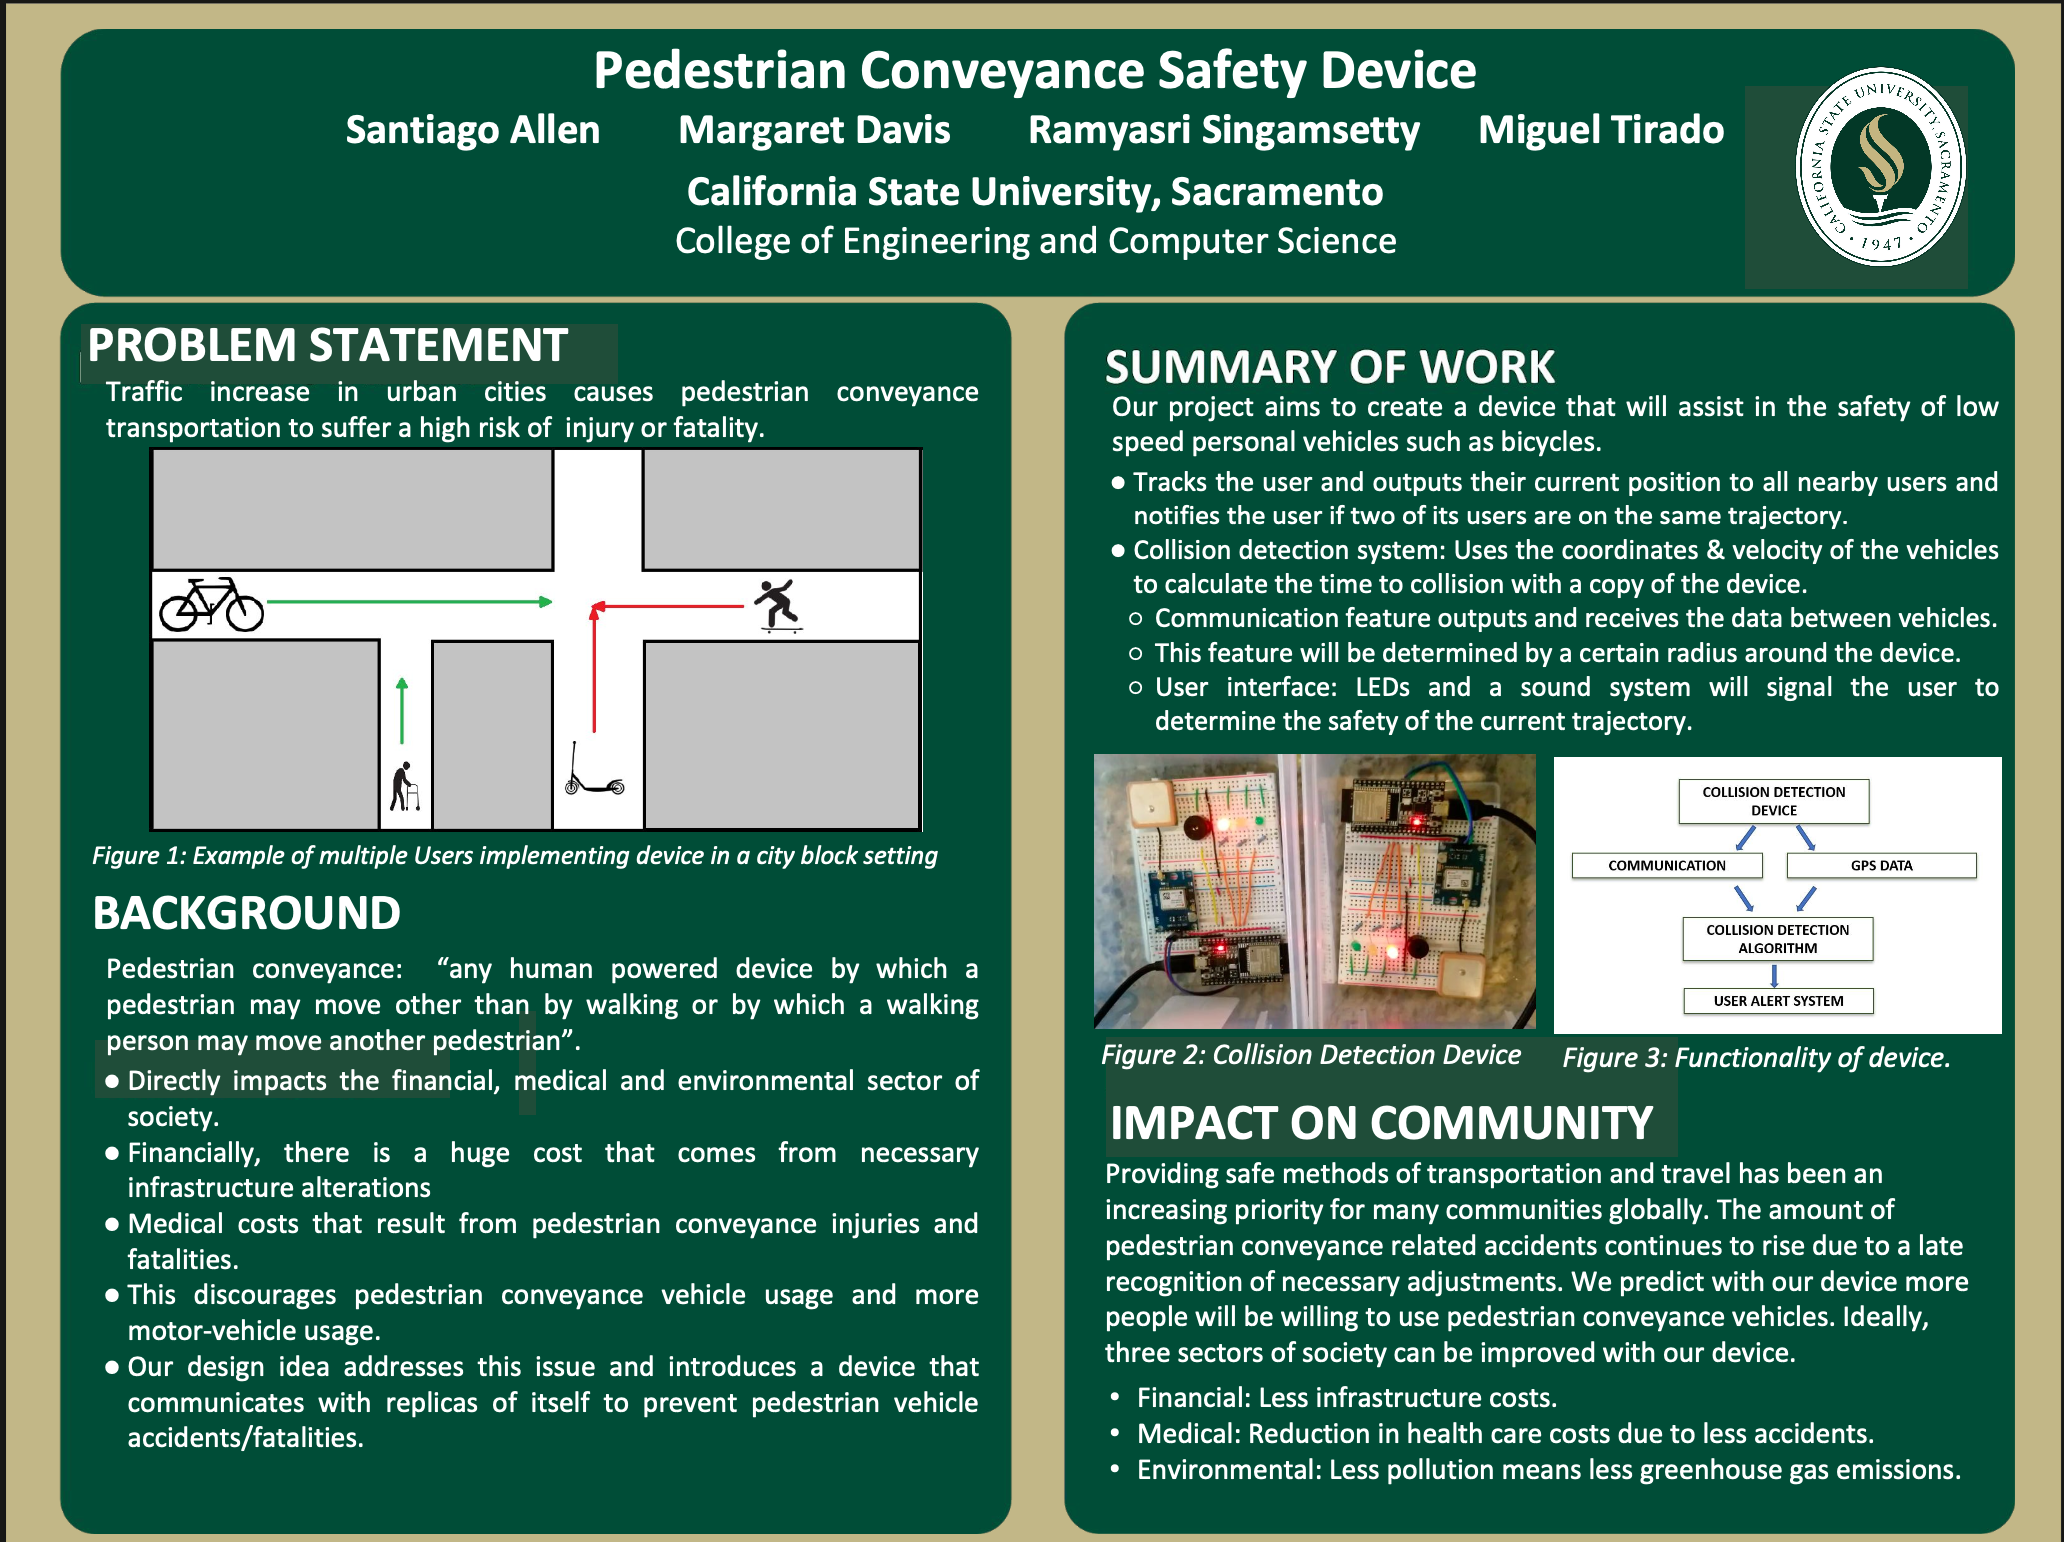 Pedestrian Conveyance Safety Device
Santiago Allen Margaret Davis Ramyasri Singamsetty Miguel Tirado
California State University, Sacramento
College of Engineering and Computer Science
CALIFORNIA STATE UNIVERSITY, SACRAMENTO
• 1947 •
PROBLEM STATEMENT
Traffic increase in urban cities causes pedestrian conveyance
transportation to suffer a high risk of injury or fatality.
Figure 1: Example of multiple Users implementing device in a city block setting
BACKGROUND
Pedestrian conveyance: “any human powered device by which a
pedestrian may move other than by walking or by which a walking
person may move another pedestrian”.
● Directly impacts the financial, medical and environmental sector of
society.
● Financially, there is a huge cost that comes from necessary
infrastructure alterations
● Medical costs that result from pedestrian conveyance injuries and
fatalities.
● This discourages pedestrian conveyance vehicle usage and more
motor-vehicle usage.
● Our design idea addresses this issue and introduces a device that
communicates with replicas of itself to prevent pedestrian vehicle
accidents/fatalities.
SUMMARY OF WORK
Our project aims to create a device that will assist in the safety of low
speed personal vehicles such as bicycles.
● Tracks the user and outputs their current position to all nearby users and
notifies the user if two of its users are on the same trajectory.
● Collision detection system: Uses the coordinates & velocity of the vehicles
to calculate the time to collision with a copy of the device.
○ Communication feature outputs and receives the data between vehicles.
○ This feature will be determined by a certain radius around the device.
○ User interface: LEDs and a sound system will signal the user to
determine the safety of the current trajectory.
COLLISION DETECTION
DEVICE
COMMUNICATION
GPS DATA
COLLISION DETECTION
ALGORITHM
USER ALERT SYSTEM
Figure 2: Collision Detection Device
Figure 3: Functionality of device.
IMPACT ON COMMUNITY
Providing safe methods of transportation and travel has been an
increasing priority for many communities globally. The amount of
pedestrian conveyance related accidents continues to rise due to a late
recognition of necessary adjustments. We predict with our device more
people will be willing to use pedestrian conveyance vehicles. Ideally,
three sectors of society can be improved with our device.
• Financial: Less infrastructure costs.
• Medical: Reduction in health care costs due to less accidents.
• Environmental: Less pollution means less greenhouse gas emissions.